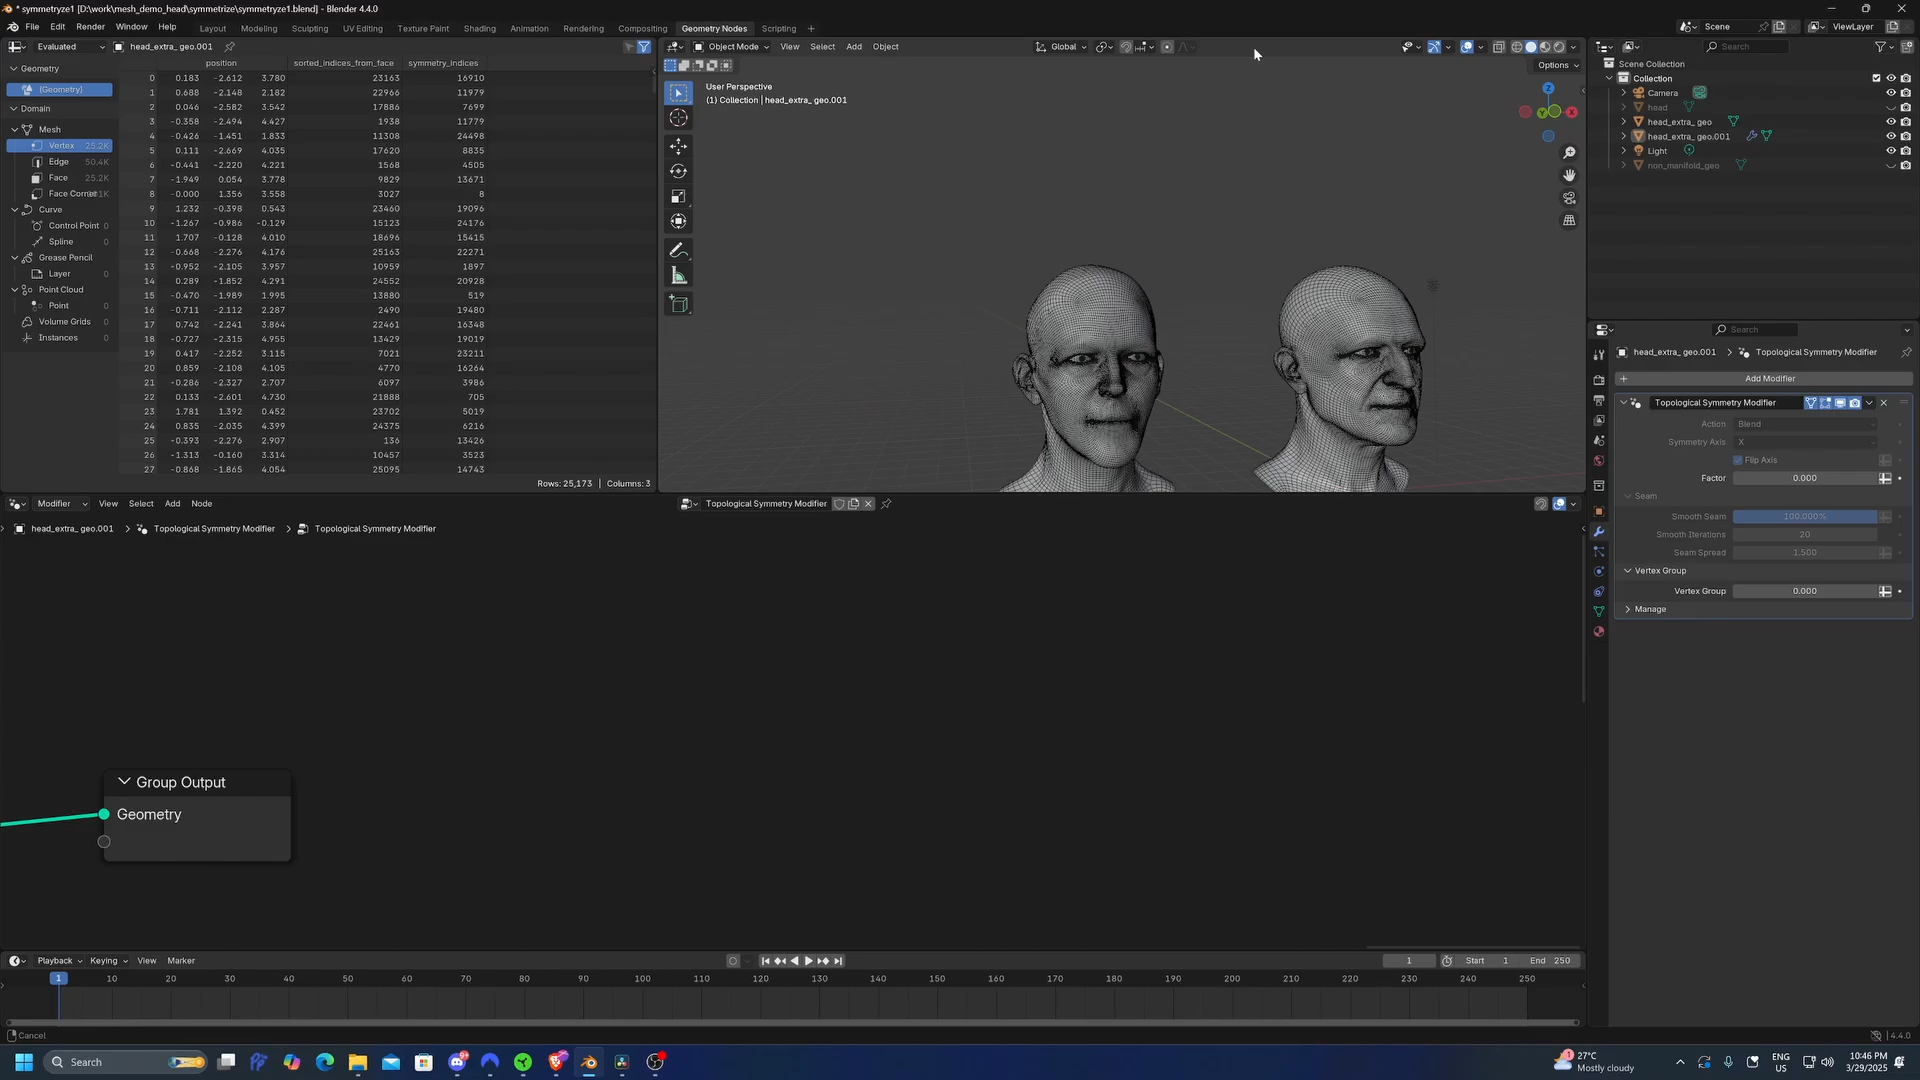 * symmetryze1 [D:\work\mesh_demo_head\symmetrize\symmetryze1.blend] - Blender 4.4.0
File Edit Render Window Help Layout Modeling Sculpting UV Editing Texture Paint Shading Animation Rendering Compositing Geometry Nodes Scripting + Scene ViewLayer
Evaluated head_extra_ geo.001
Object Mode View Select Add Object Global
Search
Geometry
(Geometry)
Domain
Mesh
Vertex 25.2K
Edge 50.4K
Face 25.2K
Face Corner
Curve
Control Point 0
Spline 0
Grease Pencil
Layer 0
Point Cloud
Point 0
Volume Grids 0
Instances 0
position sorted_indices_from_face symmetry_indices
0 0.183 -2.612 3.780 23163 16910
1 0.688 -2.148 2.182 22966 11979
2 0.046 -2.582 3.542 17886 7699
3 -0.358 -2.494 4.427 1938 11779
4 -0.426 -1.451 1.833 11308 24498
5 0.111 -2.669 4.035 17620 8835
6 -0.441 -2.220 4.221 1568 4505
7 -1.949 0.054 3.778 9829 13671
8 -0.000 1.356 3.558 3027 8
9 1.232 -0.398 0.543 23460 19096
10 -1.267 -0.986 -0.129 15123 24176
11 1.707 -0.128 4.010 18696 15415
12 -0.668 -2.276 4.176 25163 22271
13 -0.952 -2.105 3.957 10959 1897
14 0.289 -1.852 4.291 24552 20928
15 -0.470 -1.989 1.995 13880 519
16 -0.711 -2.112 2.287 2490 19480
17 0.742 -2.241 3.864 22461 16348
18 -0.727 -2.315 4.955 13429 19019
19 0.417 -2.252 3.115 7021 23211
20 0.859 -2.108 4.105 4770 16264
21 -0.286 -2.327 2.707 6097 3986
22 0.133 -2.601 4.730 21888 705
23 1.781 1.392 0.452 23702 5019
24 0.835 -2.035 4.399 24375 6216
25 -0.393 -2.276 2.907 136 13426
26 -1.313 -0.160 3.314 10457 3523
27 -0.868 -1.865 4.054 25095 14743
Rows: 25,173 | Columns: 3
Options
User Perspective
(1) Collection | head_extra_ geo.001
Z
Y
X
Scene Collection
Collection
Camera
head
head_extra_ geo
head_extra_ geo.001
Light
non_manifold_geo
Search
head_extra_ geo.001 > Topological Symmetry Modifier
+ Add Modifier
Topological Symmetry Modifier
Action Blend
Symmetry Axis X
Flip Axis
Factor 0.000
Seam
Smooth Seam 100.000%
Smooth Iterations 20
Seam Spread 1.500
Vertex Group
Vertex Group 0.000
Manage
Modifier View Select Add Node Topological Symmetry Modifier
head_extra_ geo.001 > Topological Symmetry Modifier > Topological Symmetry Modifier
Group Output
Geometry
Playback Keying View Marker 1 Start 1 End 250
1 10 20 30 40 50 60 70 80 90 100 110 120 130 140 150 160 170 180 190 200 210 220 230 240 250
Cancel 4.4.0
Search
27°C
Mostly cloudy
ENG
US
10:46 PM
3/29/2025